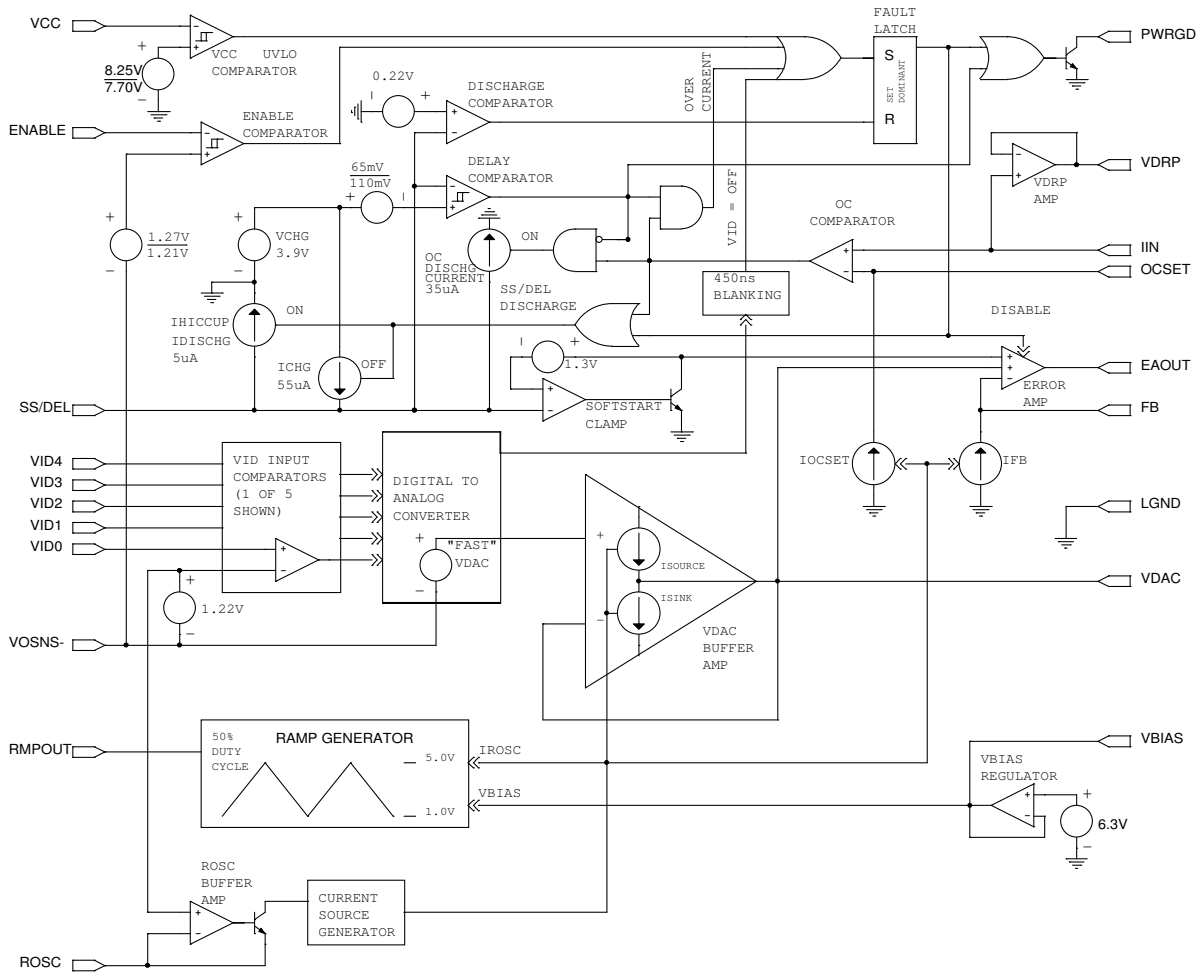 VCC
VCC UVLO
COMPARATOR
8.25V
7.70V
FAULT
LATCH
S
SET
DOMINANT
R
PWRGD
0.22V
DISCHARGE
COMPARATOR
OVER
CURRENT
ENABLE
ENABLE
COMPARATOR
DELAY
COMPARATOR
65mV
110mV
VID = OFF
VDRP
VDRP
AMP
OC
COMPARATOR
1.27V
1.21V
VCHG
3.9V
ON
OC
DISCHG
CURRENT
35uA
SS/DEL
DISCHARGE
450ns
BLANKING
IIN
OCSET
IHICCUP
IDISCHG
5uA
ON
DISABLE
ICHG
55uA
OFF
1.3V
EAOUT
ERROR
AMP
SS/DEL
SOFTSTART
CLAMP
FB
VID4
VID3
VID2
VID1
VID0
VID INPUT
COMPARATORS
(1 OF 5
SHOWN)
DIGITAL TO
ANALOG
CONVERTER
"FAST"
VDAC
IOCSET
IFB
LGND
ISOURCE
ISINK
VDAC
BUFFER
AMP
VDAC
1.22V
VOSNS-
RMPOUT
50%
DUTY
CYCLE
RAMP GENERATOR
5.0V
1.0V
IROSC
VBIAS
VBIAS
VBIAS
REGULATOR
6.3V
ROSC
BUFFER
AMP
CURRENT
SOURCE
GENERATOR
ROSC